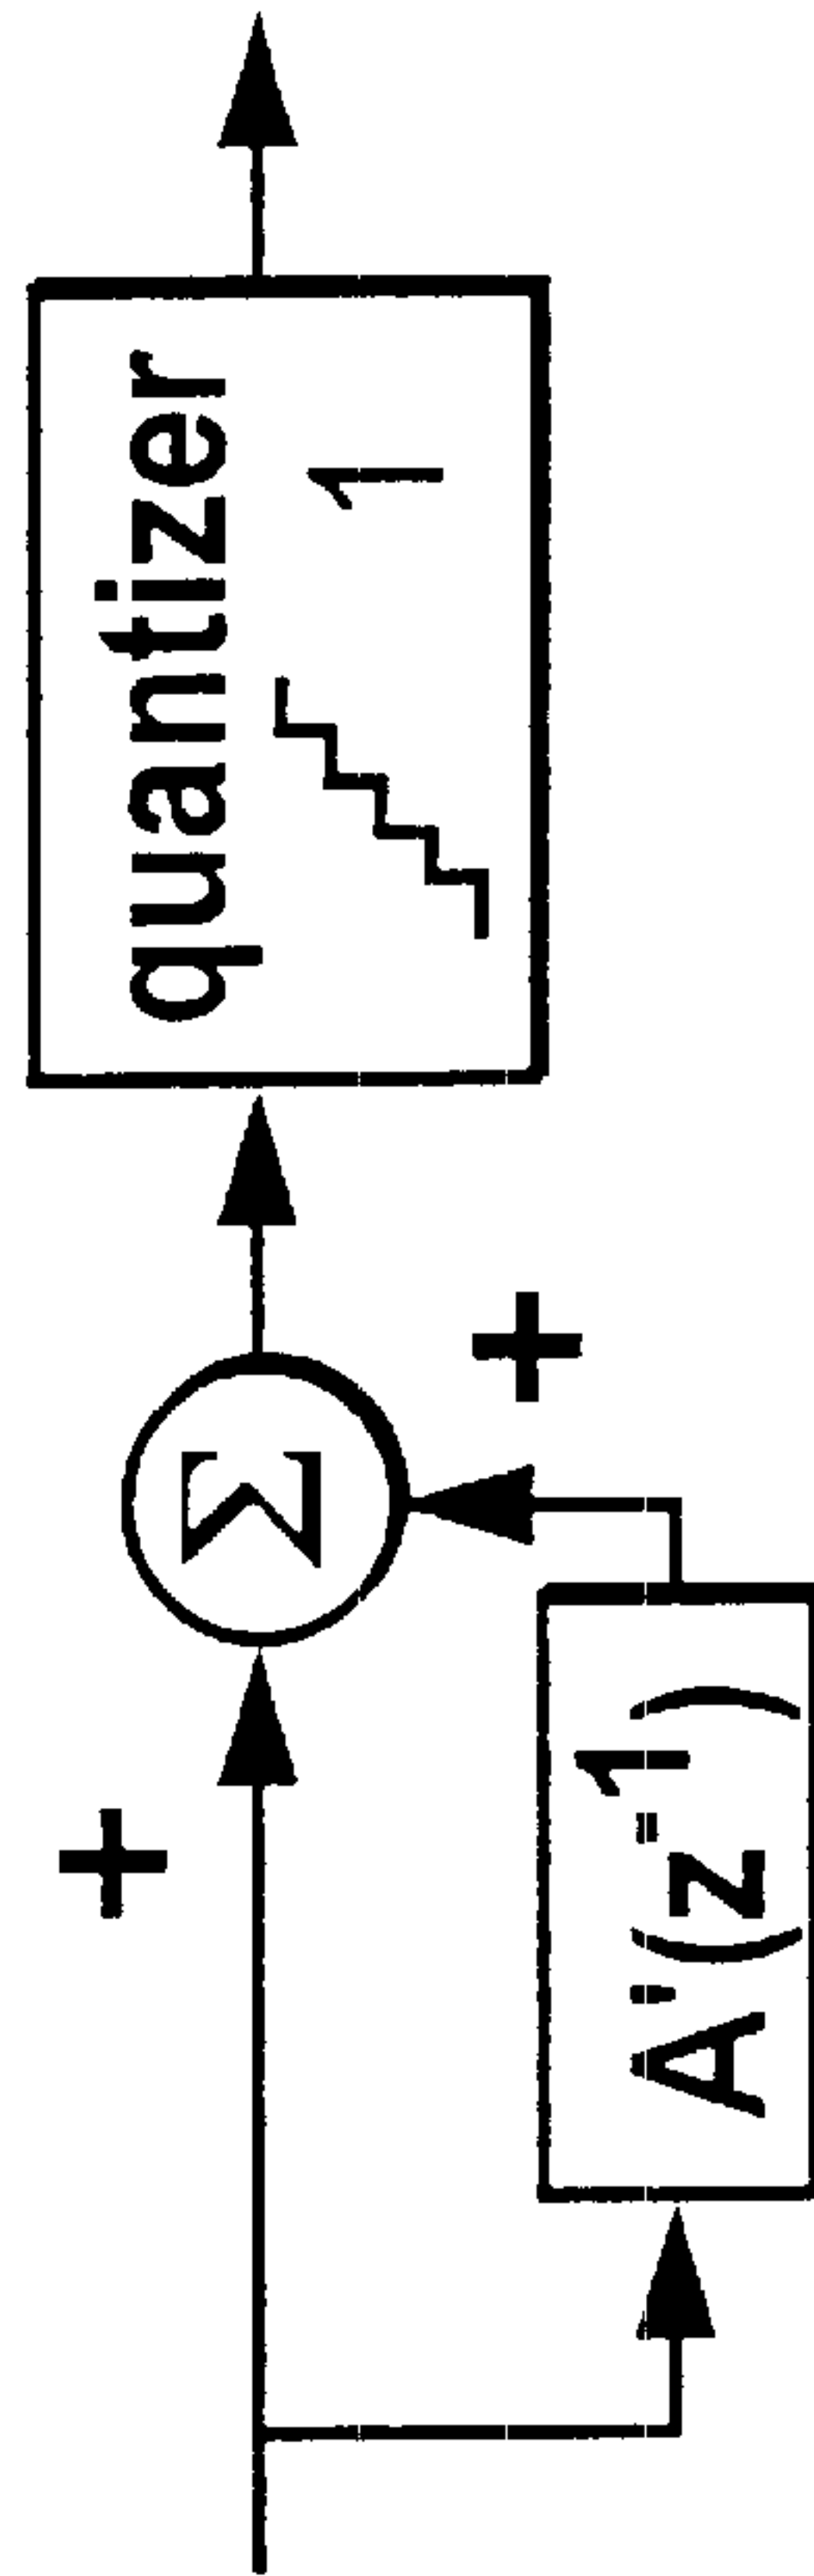 +
A'(z⁻¹)
Σ
+
quantizer
1